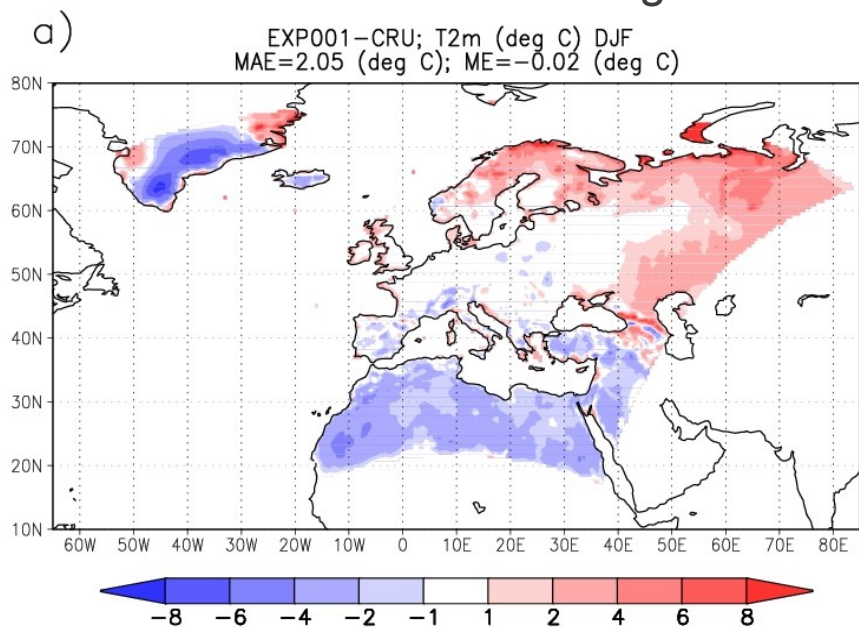 a)
EXP001-CRU; T2m (deg C) DJF
MAE=2.05 (deg C); ME=-0.02 (deg C)
80N
70N
60N
50N
40N
30N
20N
10N
60W 50W 40W 30W 20W 10W 0 10E 20E 30E 40E 50E 60E 70E 80E
-8 -6 -4 -2 -1 1 2 4 6 8